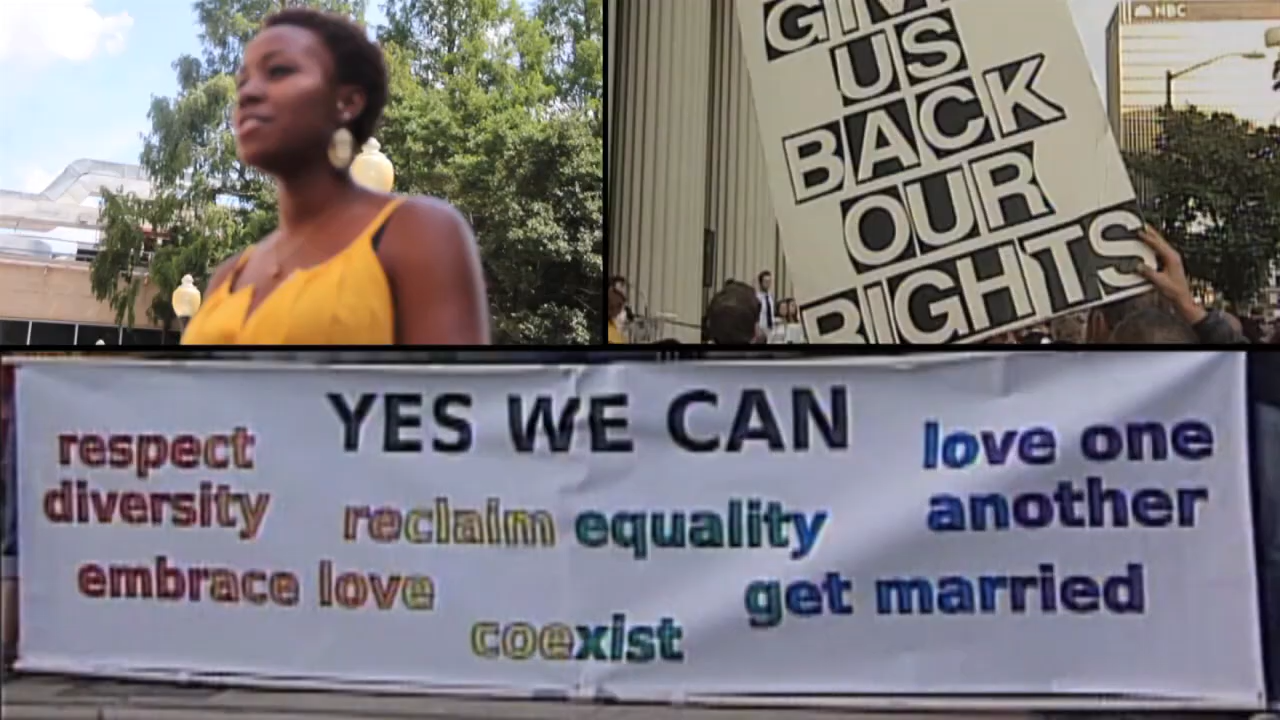 GIVE
US
BACK
OUR
RIGHTS
NBC
YES WE CAN
respect
diversity
reclaim equality
love one
another
embrace love
get married
coexist